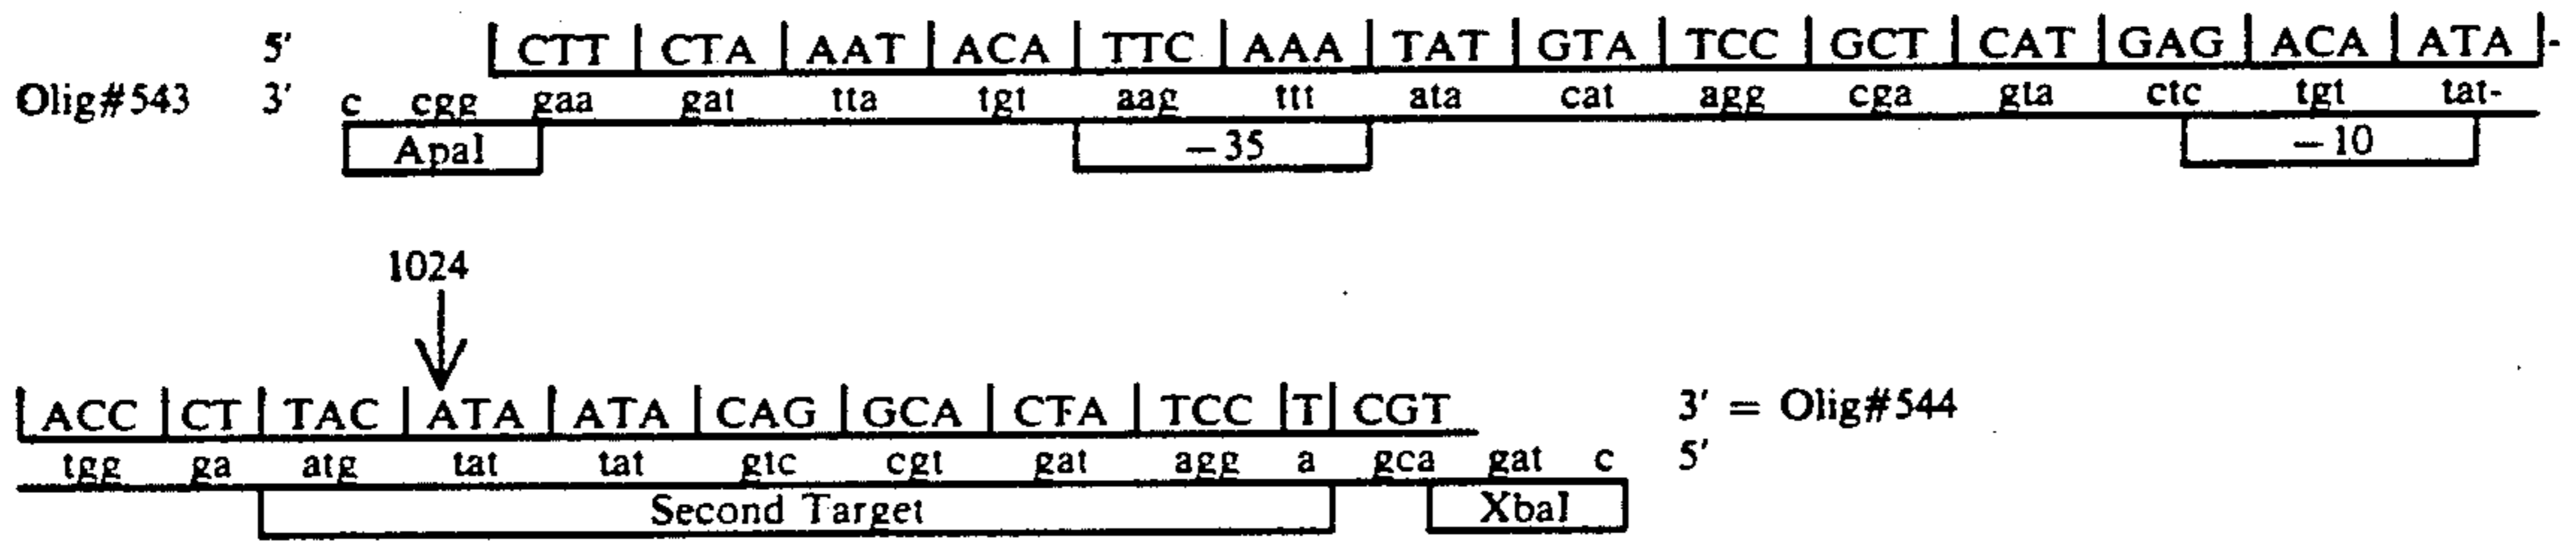 5' CTT CTA AAT ACA TTC AAA TAT GTA TCC GCT CAT GAG ACA ATA -
Olig#543 3' c cgg gaa gat tta tgt aag ttt ata cat agg cga gta ctc tgt tat-
ApaI −35 −10
1024
ACC CT TAC ATA ATA CAG GCA CTA TCC T CGT 3' = Olig#544
tgg ga atg tat tat gtc cgt gat agg a gca gat c 5'
Second Target XbaI